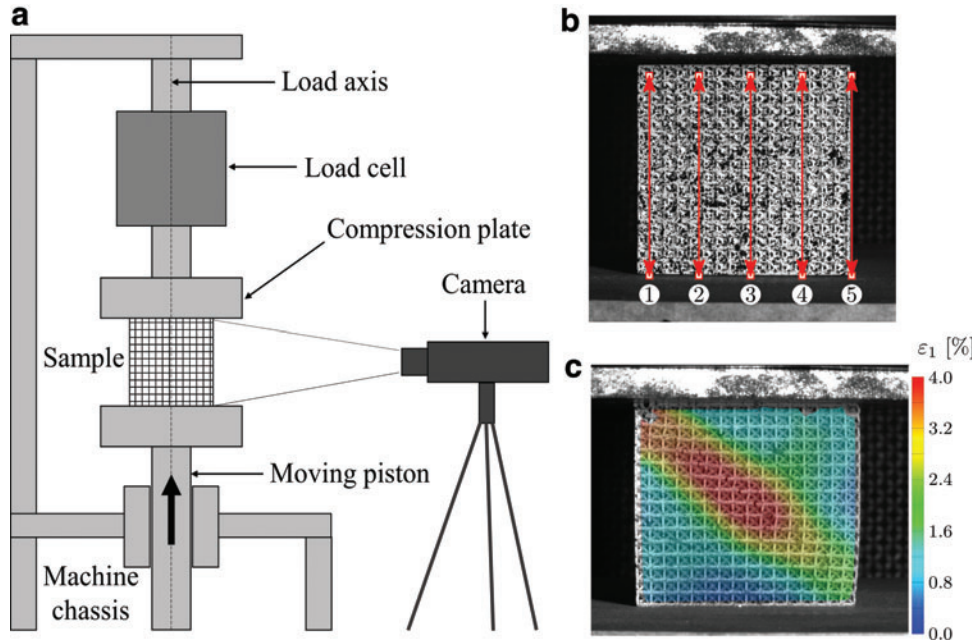 a
Load axis
Load cell
Compression plate
Camera
Sample
Moving piston
Machine
chassis
b
① ② ③ ④ ⑤
c
ε₁ [%]
4.0
3.2
2.4
1.6
0.8
0.0